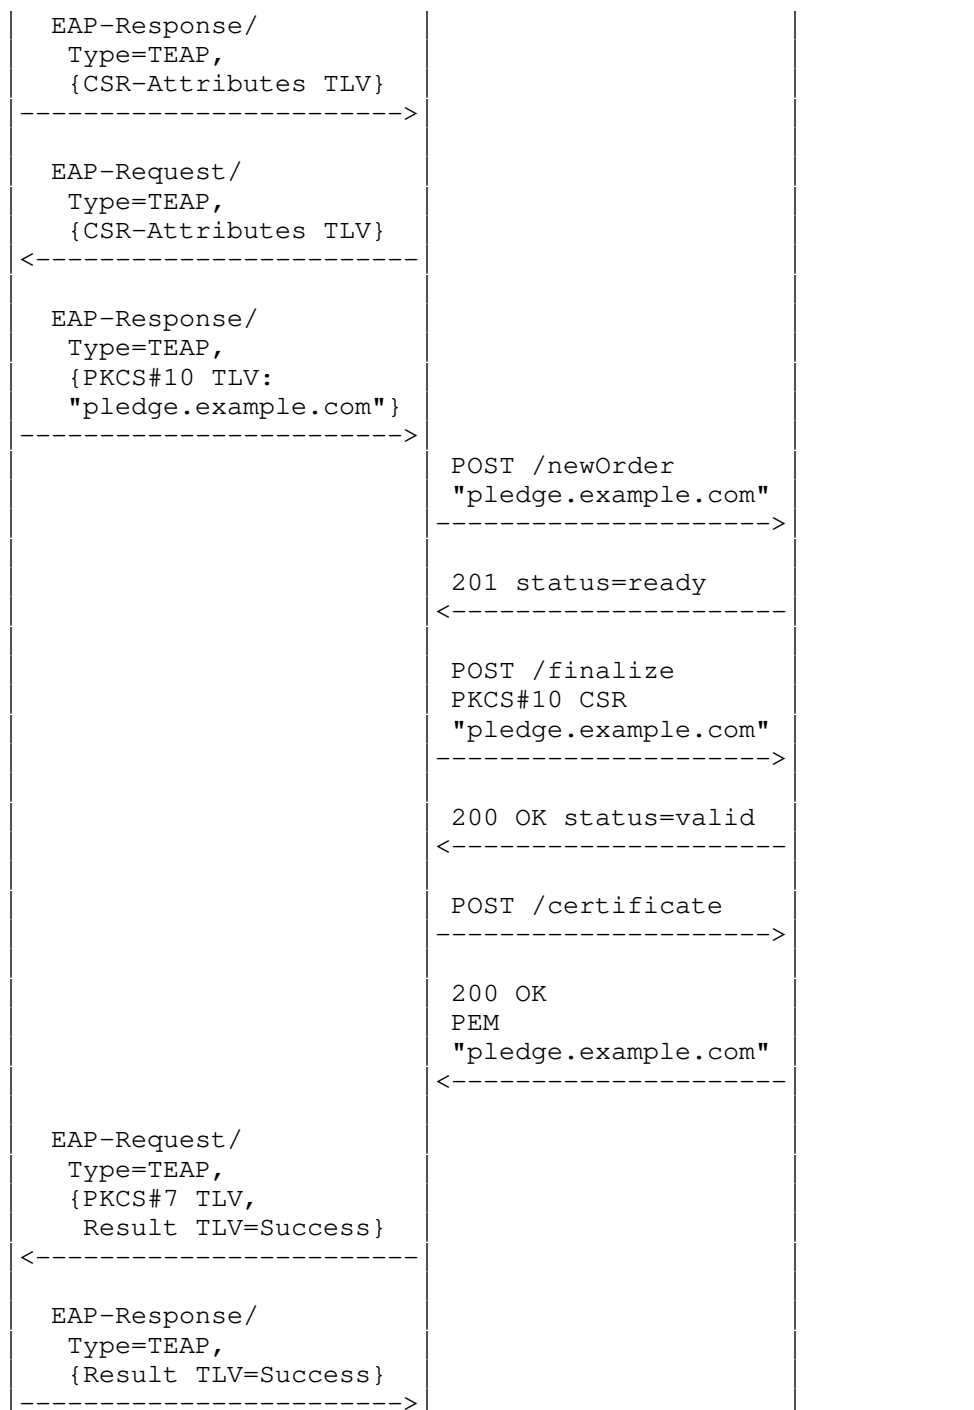 EAP-Response/
Type=TEAP,
{CSR-Attributes TLV}
------------------------>
EAP-Request/
Type=TEAP,
{CSR-Attributes TLV}
<------------------------
EAP-Response/
Type=TEAP,
{PKCS#10 TLV:
"pledge.example.com"}
------------------------>
POST /newOrder
"pledge.example.com"
--------------------->
201 status=ready
<---------------------
POST /finalize
PKCS#10 CSR
"pledge.example.com"
--------------------->
200 OK status=valid
<---------------------
POST /certificate
--------------------->
200 OK
PEM
"pledge.example.com"
<---------------------
EAP-Request/
Type=TEAP,
{PKCS#7 TLV,
Result TLV=Success}
<------------------------
EAP-Response/
Type=TEAP,
{Result TLV=Success}
------------------------>